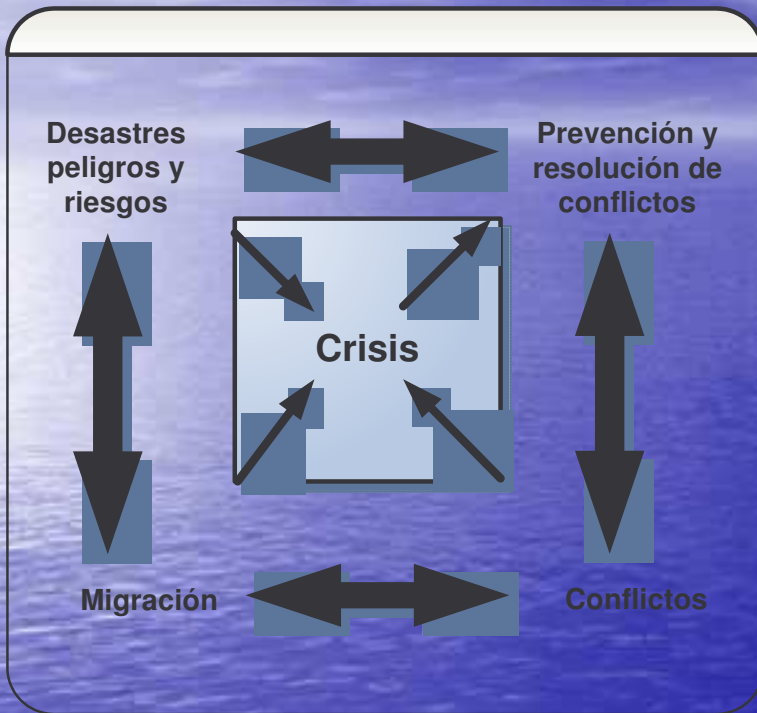 Desastres
peligros y
riesgos
Prevención y
resolución de
conflictos
Crisis
Migración
Conflictos